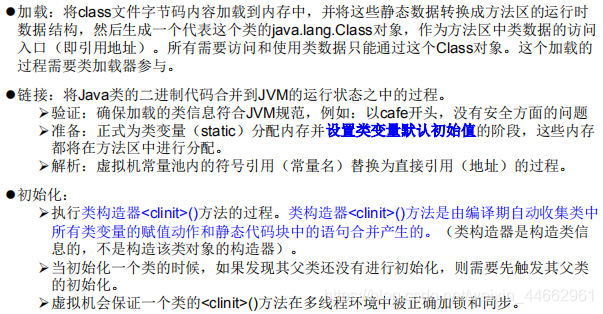 ●加载：将class文件字节码内容加载到内存中，并将这些静态数据转换成方法区的运行时
数据结构，然后生成一个代表这个类的java.lang.Class对象，作为方法区中类数据的访问
入口（即引用地址）。所有需要访问和使用类数据只能通过这个Class对象。这个加载的
过程需要类加载器参与。
●链接：将Java类的二进制代码合并到JVM的运行状态之中的过程。
➢验证：确保加载的类信息符合JVM规范，例如：以cafe开头，没有安全方面的问题
➢准备：正式为类变量（static）分配内存并设置类变量默认初始值的阶段，这些内存
都将在方法区中进行分配。
➢解析：虚拟机常量池内的符号引用（常量名）替换为直接引用（地址）的过程。
●初始化：
➢执行类构造器<clinit>()方法的过程。类构造器<clinit>()方法是由编译期自动收集类中
所有类变量的赋值动作和静态代码块中的语句合并产生的。（类构造器是构造类信
息的，不是构造该类对象的构造器）。
➢当初始化一个类的时候，如果发现其父类还没有进行初始化，则需要先触发其父类
的初始化。
➢虚拟机会保证一个类的<clinit>()方法在多线程环境中被正确加锁和同步。